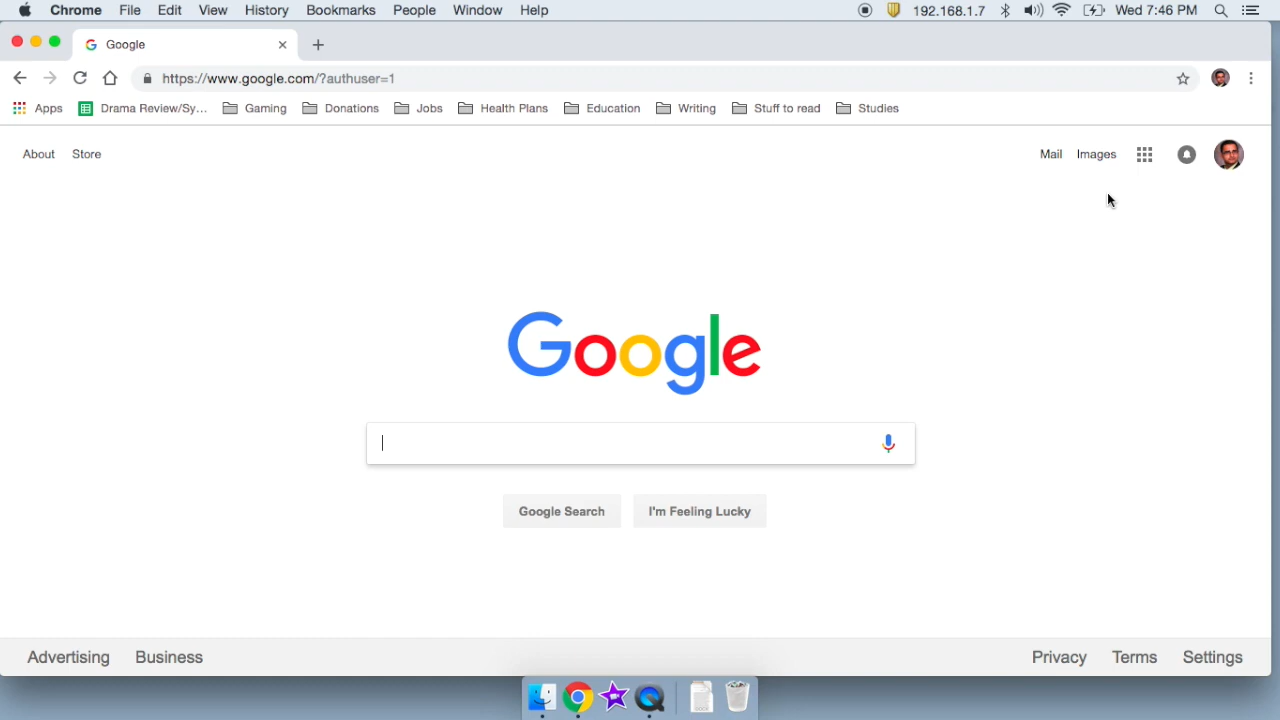 Chrome File Edit View History Bookmarks People Window Help 192.168.1.7 Wed 7:46 PM
Google
https://www.google.com/?authuser=1
Apps Drama Review/Sy... Gaming Donations Jobs Health Plans Education Writing Stuff to read Studies
About Store Mail Images
Google
Google Search I'm Feeling Lucky
Advertising Business Privacy Terms Settings